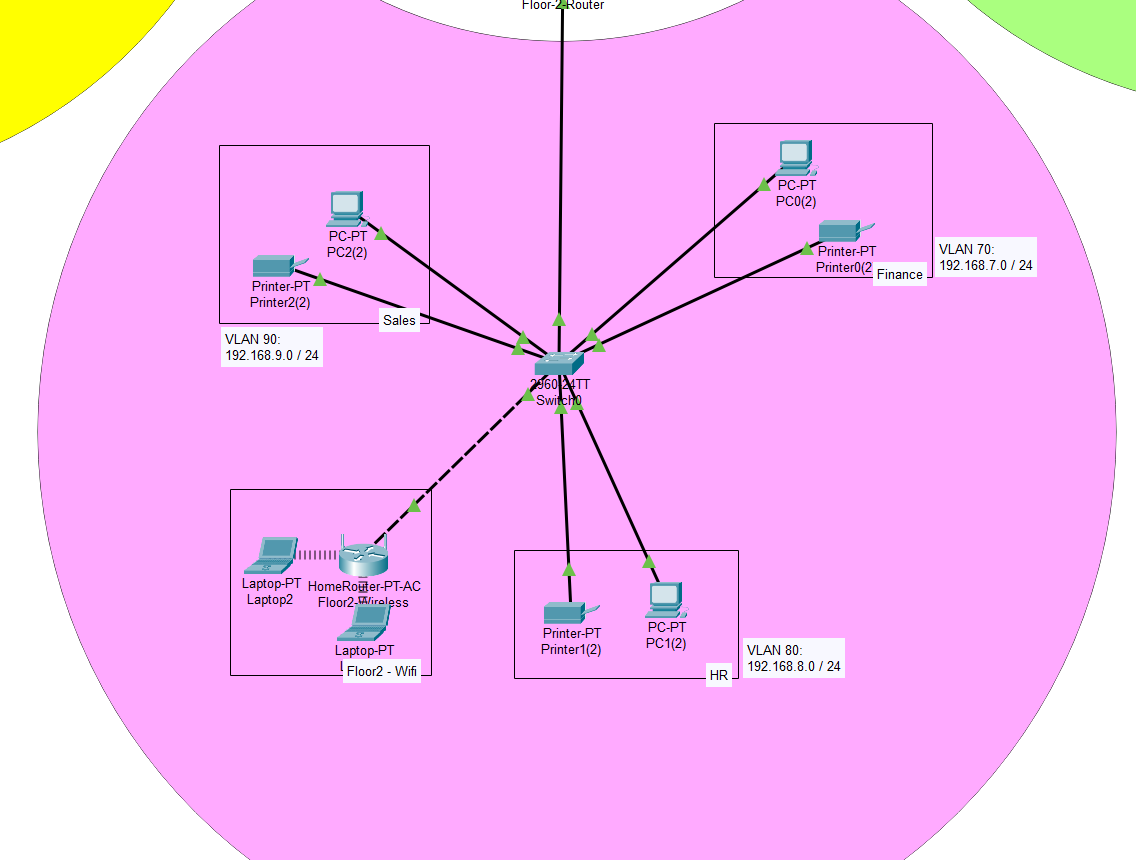 Floor-2-Router
PC-PT
PC0(2)
Printer-PT
Printer0(2
Finance
VLAN 70:
192.168.7.0 / 24
PC-PT
PC2(2)
Printer-PT
Printer2(2)
Sales
VLAN 90:
192.168.9.0 / 24
2960-24TT
Switch0
Laptop-PT
Laptop2
HomeRouter-PT-AC
Floor2-Wireless
Laptop-PT
Floor2 - Wifi
Printer-PT
Printer1(2)
PC-PT
PC1(2)
HR
VLAN 80:
192.168.8.0 / 24